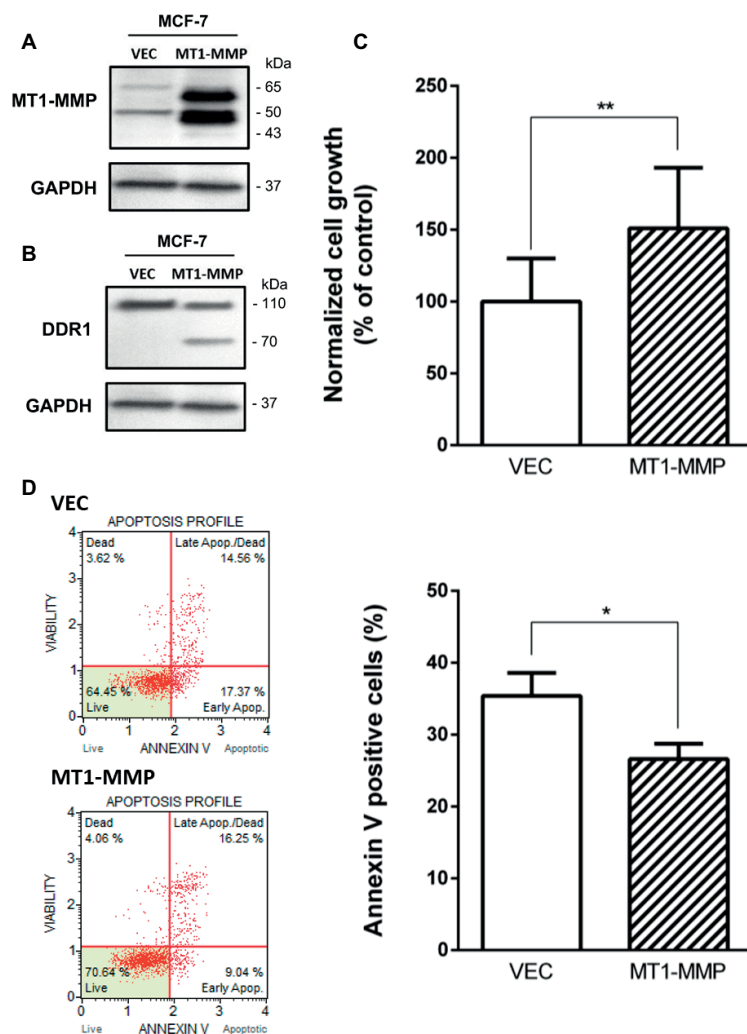 A
MCF-7
VEC MT1-MMP
kDa
MT1-MMP
- 65
- 50
- 43
GAPDH
- 37
B
MCF-7
VEC MT1-MMP
kDa
DDR1
- 110
- 70
GAPDH
- 37
C
Normalized cell growth
(% of control)
250
200
150
100
50
0
**
VEC MT1-MMP
D
VEC
APOPTOSIS PROFILE
Dead Late Apop./Dead
3.62 % 14.56 %
VIABILITY
4
3
2
1
0
64.45 % 17.37 %
Live Early Apop.
0 1 2 3 4
Live ANNEXIN V Apoptotic
MT1-MMP
APOPTOSIS PROFILE
Dead Late Apop./Dead
4.06 % 16.25 %
VIABILITY
4
3
2
1
0
70.64 % 9.04 %
Live Early Apop.
0 1 2 3 4
Live ANNEXIN V Apoptotic
Annexin V positive cells (%)
50
40
30
20
10
0
*
VEC MT1-MMP